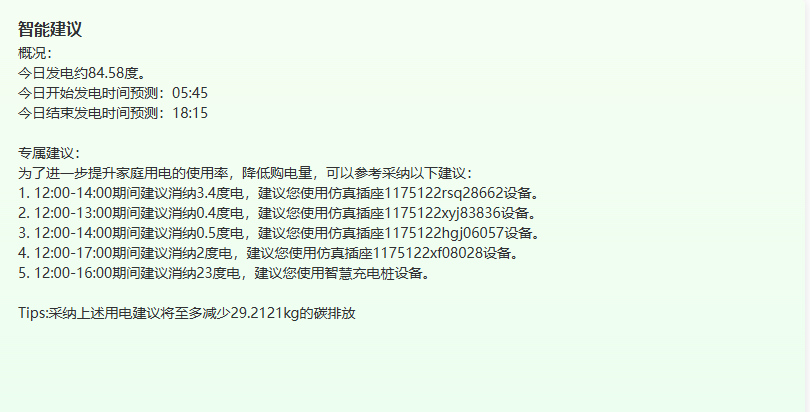 智能建议
概况：
今日发电约84.58度。
今日开始发电时间预测：05:45
今日结束发电时间预测：18:15
专属建议：
为了进一步提升家庭用电的使用率，降低购电量，可以参考采纳以下建议：
1. 12:00-14:00期间建议消纳3.4度电，建议您使用仿真插座1175122rsq28662设备。
2. 12:00-13:00期间建议消纳0.4度电，建议您使用仿真插座1175122xyj83836设备。
3. 12:00-14:00期间建议消纳0.5度电，建议您使用仿真插座1175122hgj06057设备。
4. 12:00-17:00期间建议消纳2度电，建议您使用仿真插座1175122xf08028设备。
5. 12:00-16:00期间建议消纳23度电，建议您使用智慧充电桩设备。
Tips:采纳上述用电建议将至多减少29.2121kg的碳排放